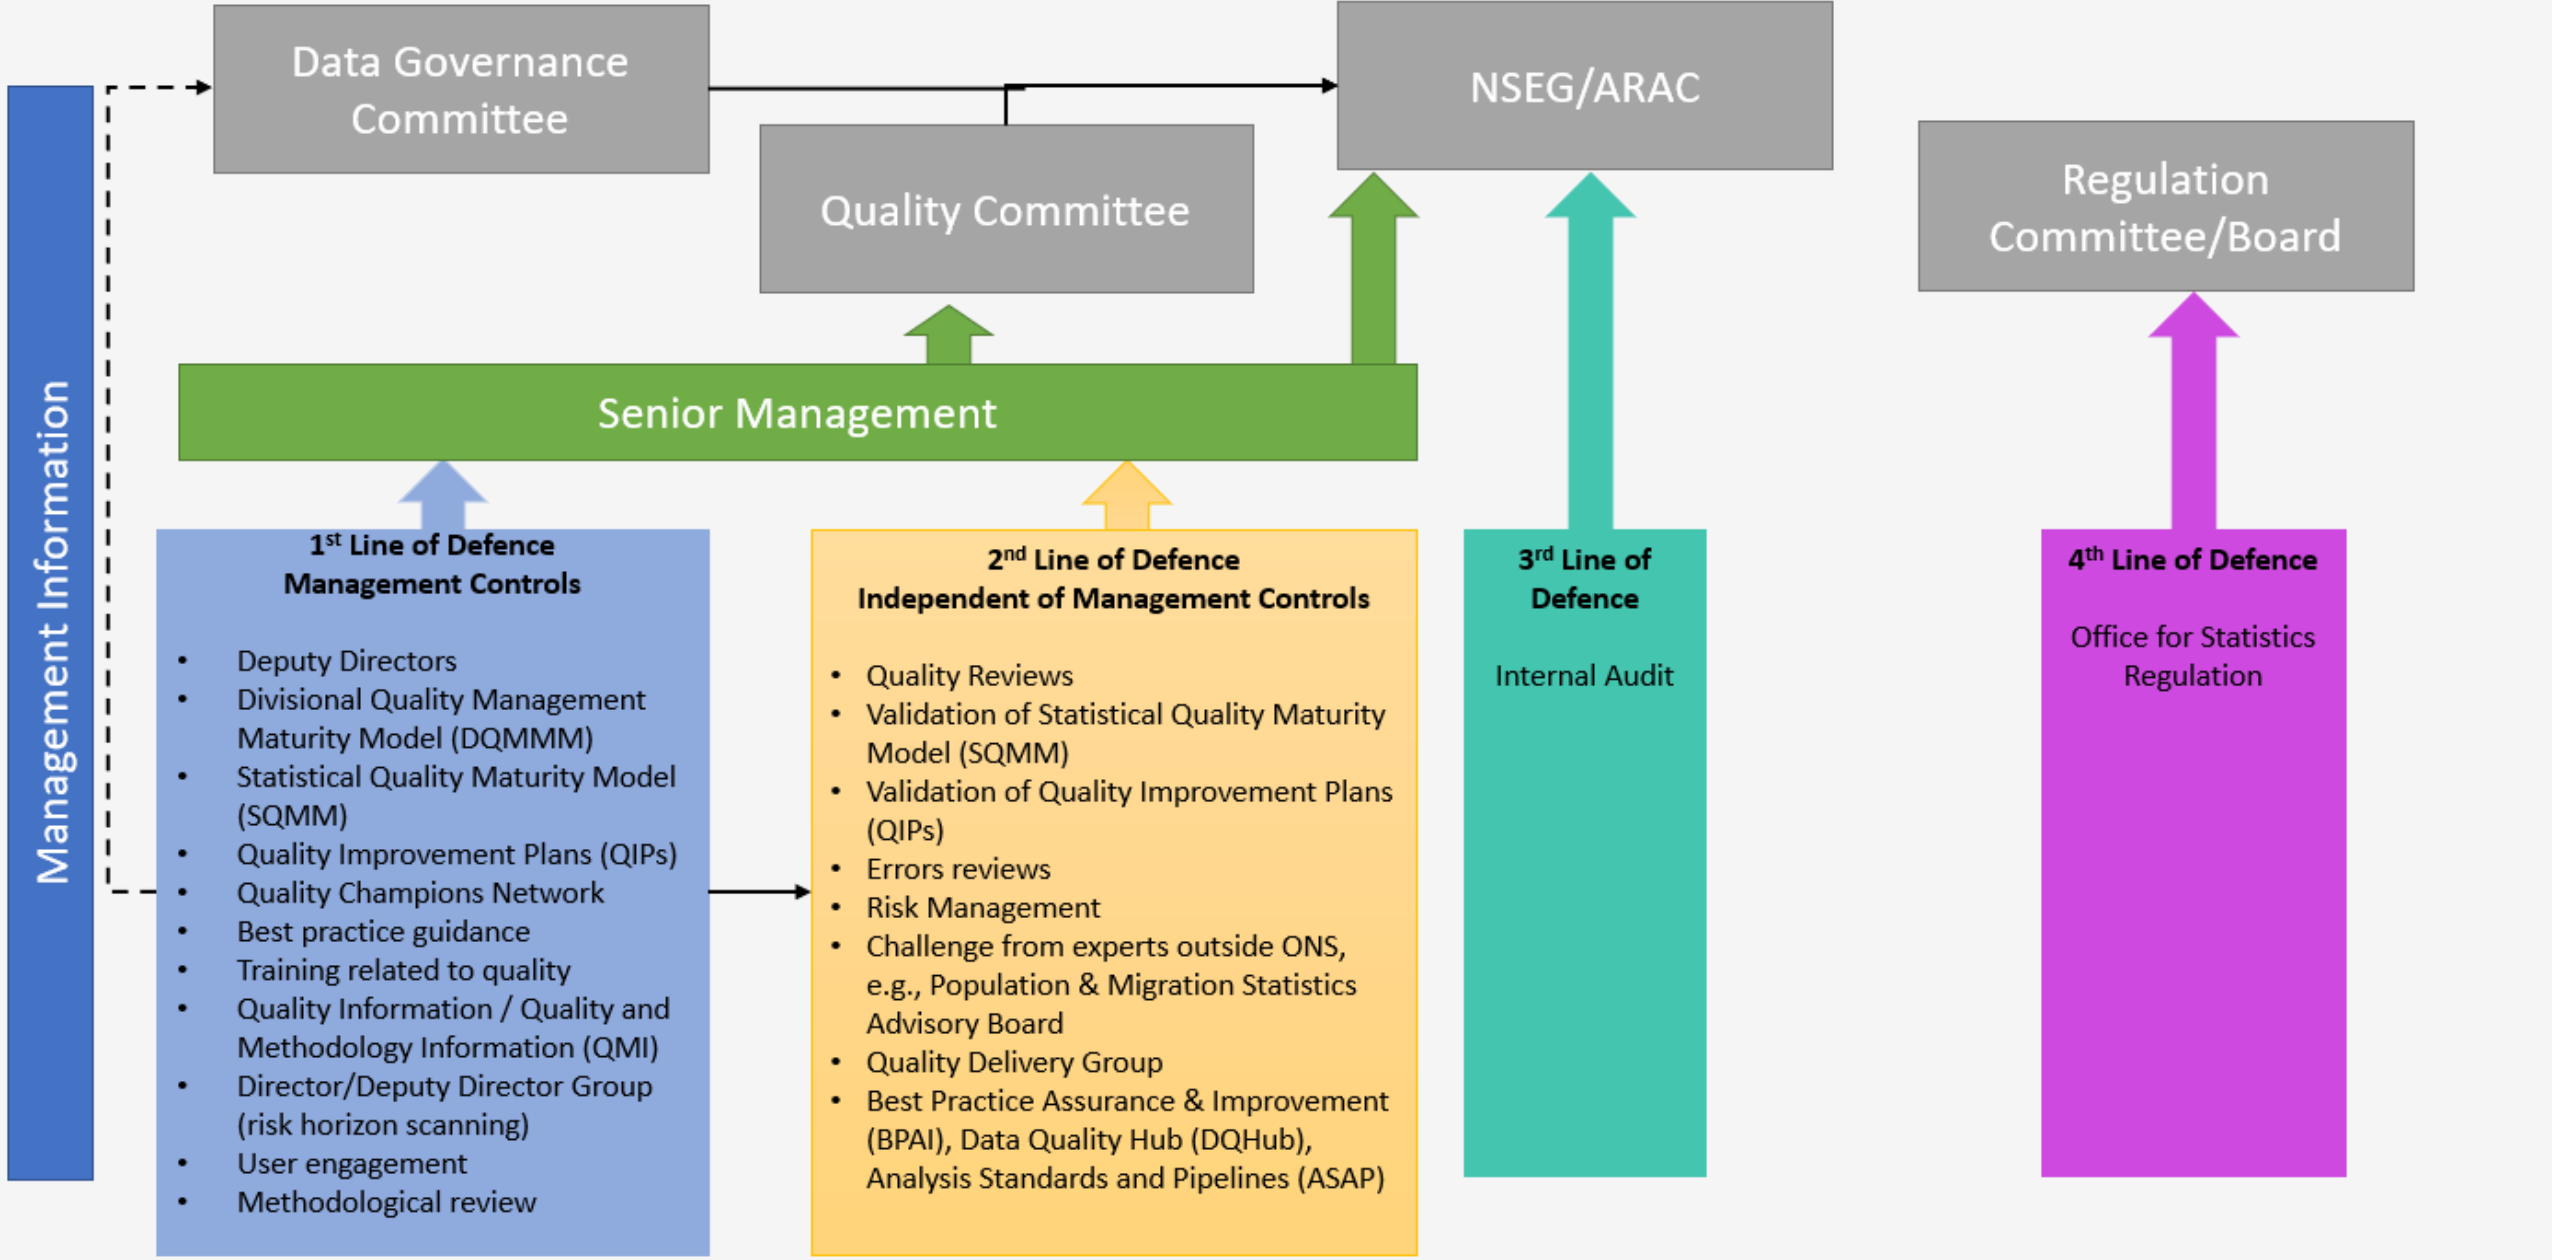 Data Governance
Committee
NSEG/ARAC
Quality Committee
Regulation
Committee/Board
Senior Management
Management Information
1st Line of Defence
Management Controls
• Deputy Directors
• Divisional Quality Management
Maturity Model (DQMMM)
• Statistical Quality Maturity Model
(SQMM)
• Quality Improvement Plans (QIPs)
• Quality Champions Network
• Best practice guidance
• Training related to quality
• Quality Information / Quality and
Methodology Information (QMI)
• Director/Deputy Director Group
(risk horizon scanning)
• User engagement
• Methodological review
2nd Line of Defence
Independent of Management Controls
• Quality Reviews
• Validation of Statistical Quality Maturity
Model (SQMM)
• Validation of Quality Improvement Plans
(QIPs)
• Errors reviews
• Risk Management
• Challenge from experts outside ONS,
e.g., Population & Migration Statistics
Advisory Board
• Quality Delivery Group
• Best Practice Assurance & Improvement
(BPAI), Data Quality Hub (DQHub),
Analysis Standards and Pipelines (ASAP)
3rd Line of
Defence
Internal Audit
4th Line of Defence
Office for Statistics
Regulation